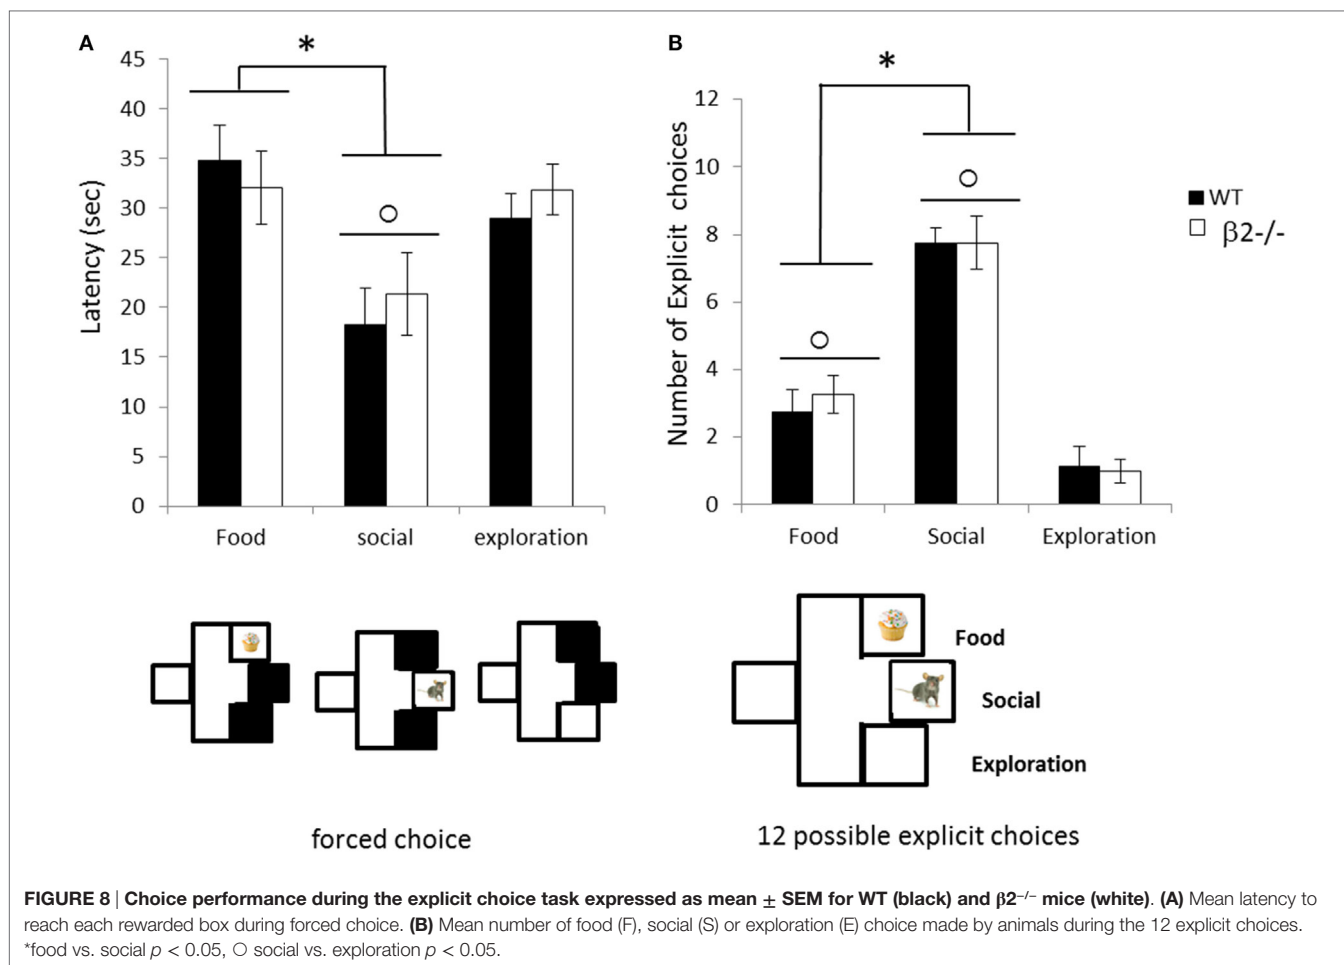 A
*
45
40
35
30
25
20
15
10
5
0
Latency (sec)
○
Food social exploration
B
*
12
10
8
6
4
2
0
Number of Explicit choices
○
○
Food Social Exploration
WT
β2-/-
forced choice
Food
Social
Exploration
12 possible explicit choices
FIGURE 8 | Choice performance during the explicit choice task expressed as mean ± SEM for WT (black) and β2−/− mice (white). (A) Mean latency to
reach each rewarded box during forced choice. (B) Mean number of food (F), social (S) or exploration (E) choice made by animals during the 12 explicit choices.
*food vs. social p < 0.05, ○ social vs. exploration p < 0.05.